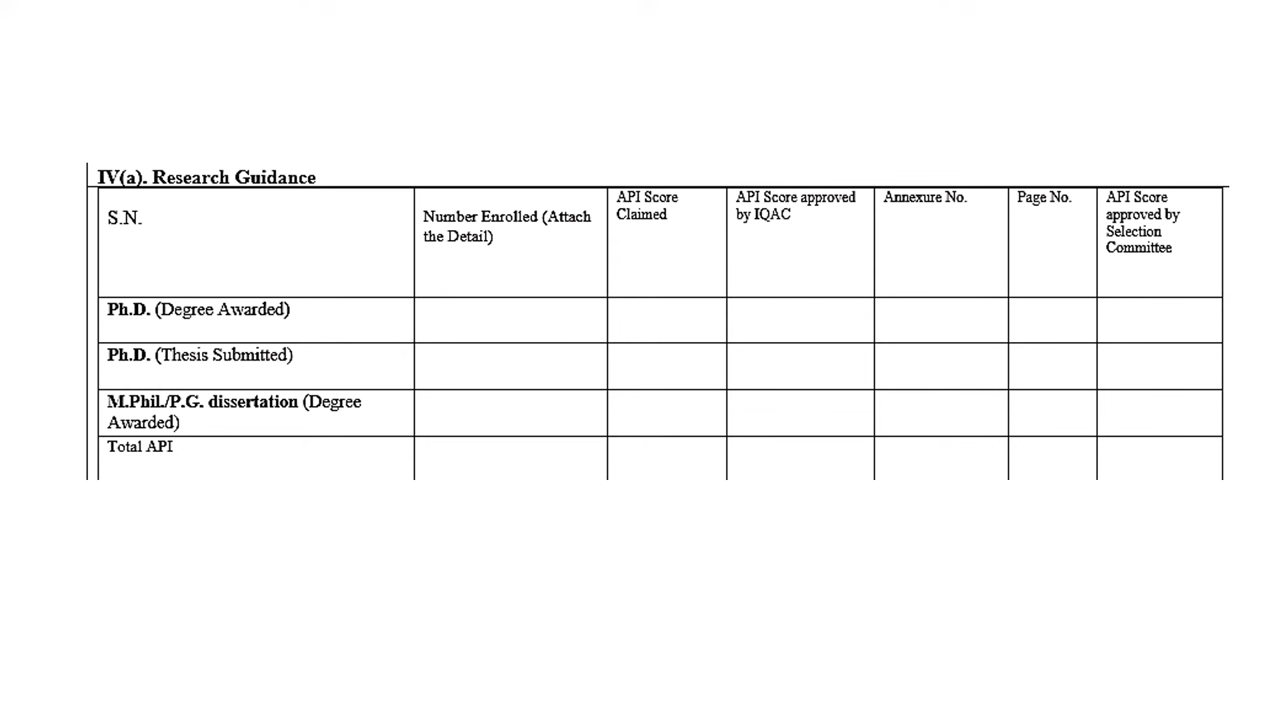 IV(a). Research Guidance
S.N.
Number Enrolled (Attach
the Detail)
API Score
Claimed
API Score approved
by IQAC
Annexure No.
Page No.
API Score
approved by
Selection
Committee
Ph.D. (Degree Awarded)
Ph.D. (Thesis Submitted)
M.Phil./P.G. dissertation (Degree
Awarded)
Total API